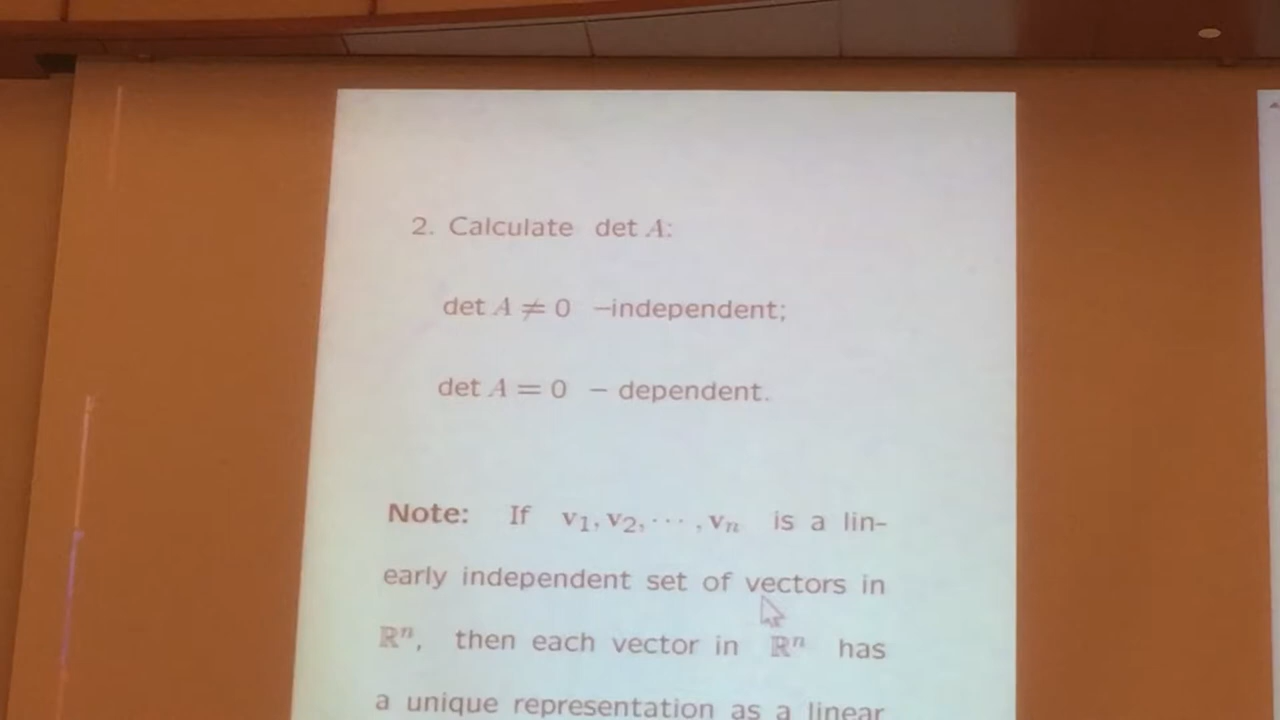 2. Calculate det A:
det A ≠ 0 –independent;
det A = 0 – dependent.
Note: If v₁, v₂, ⋯ , vₙ is a lin-
early independent set of vectors in
ℝⁿ, then each vector in ℝⁿ has
a unique representation as a linear